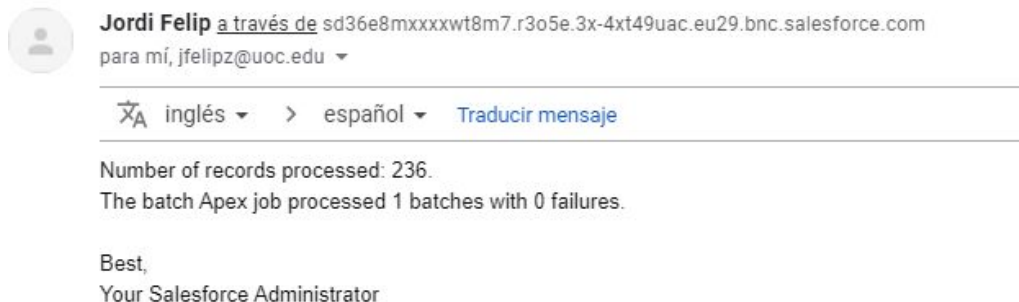 Jordi Felip a través de sd36e8mxxxxwt8m7.r3o5e.3x-4xt49uac.eu29.bnc.salesforce.com
para mí, jfelipz@uoc.edu
inglés > español Traducir mensaje
Number of records processed: 236.
The batch Apex job processed 1 batches with 0 failures.
Best,
Your Salesforce Administrator